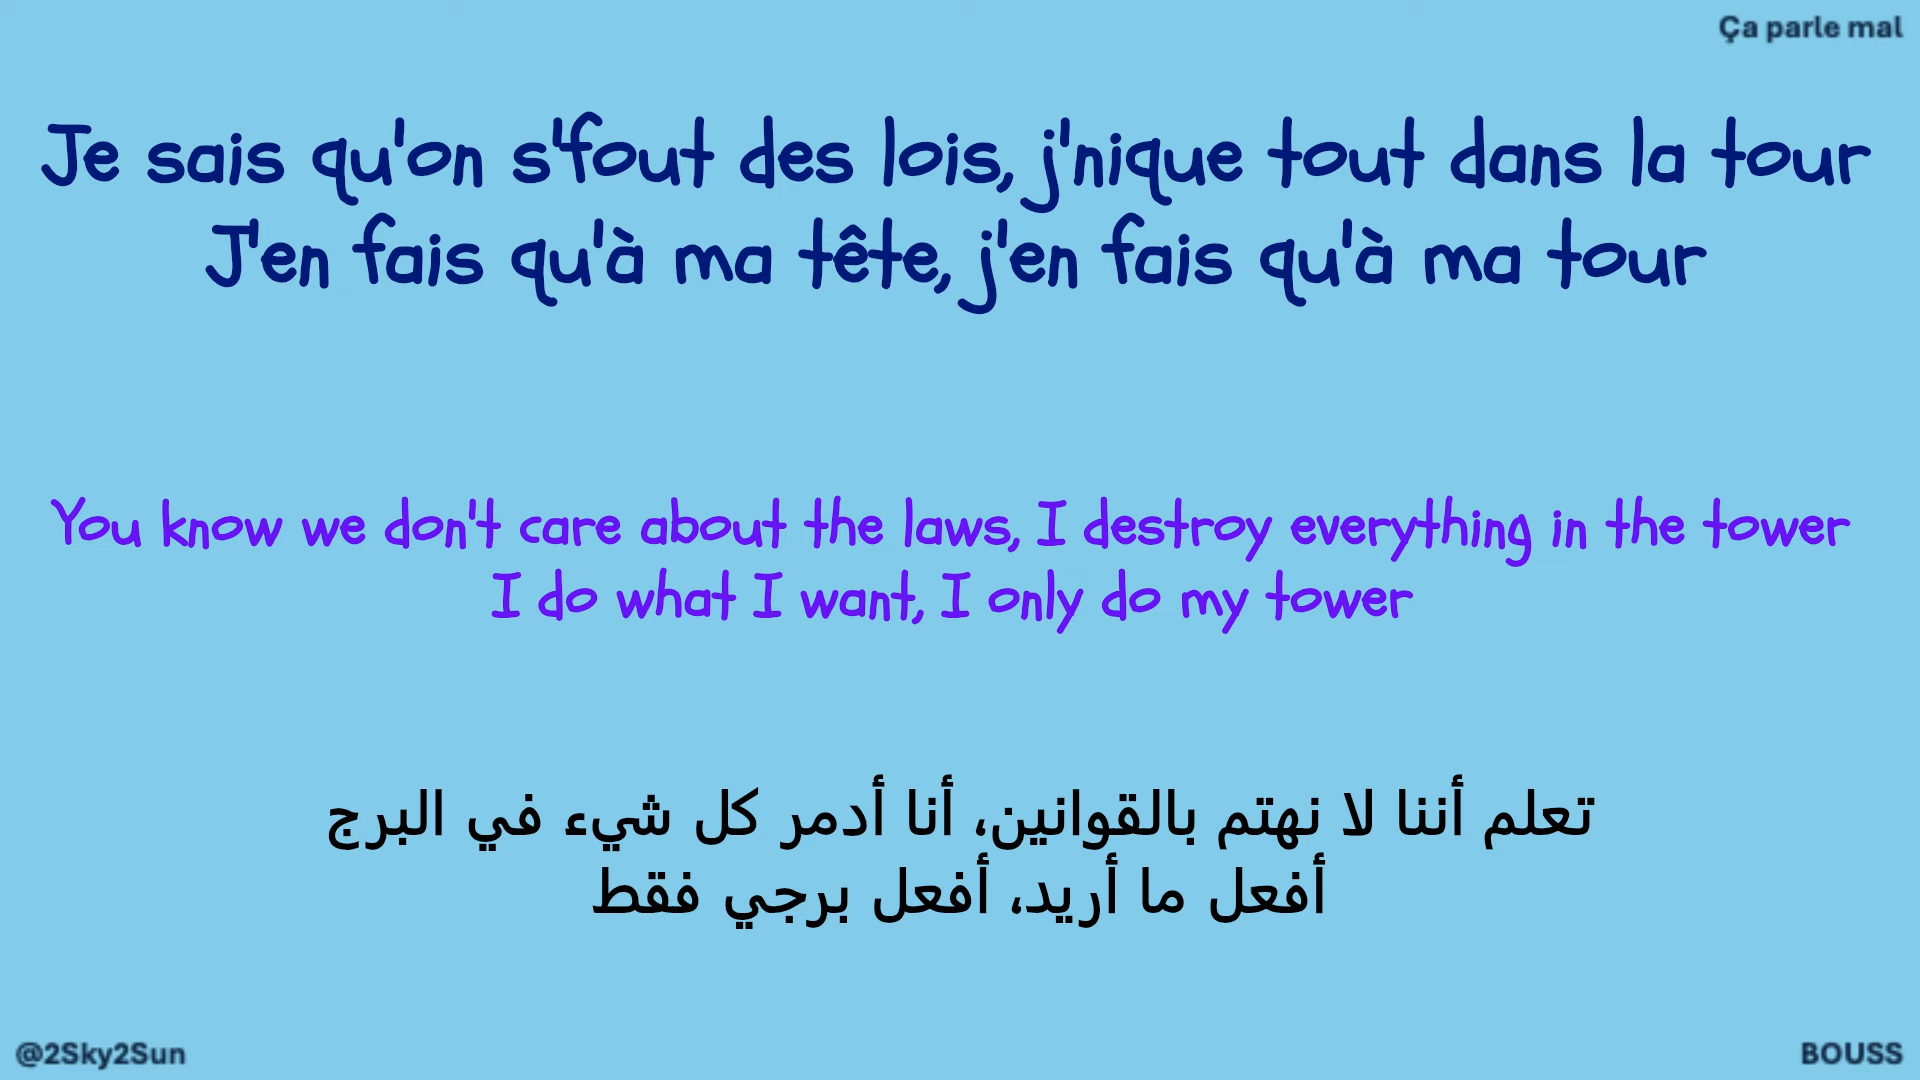 Ça parle mal
Je sais qu'on s'fout des lois, j'nique tout dans la tour
J'en fais qu'à ma tête, j'en fais qu'à ma tour
You know we don't care about the laws, I destroy everything in the tower
I do what I want, I only do my tower
تعلم أننا لا نهتم بالقوانين، أنا أدمر كل شيء في البرج
أفعل ما أريد، أفعل برجي فقط
@2Sky2Sun
BOUSS